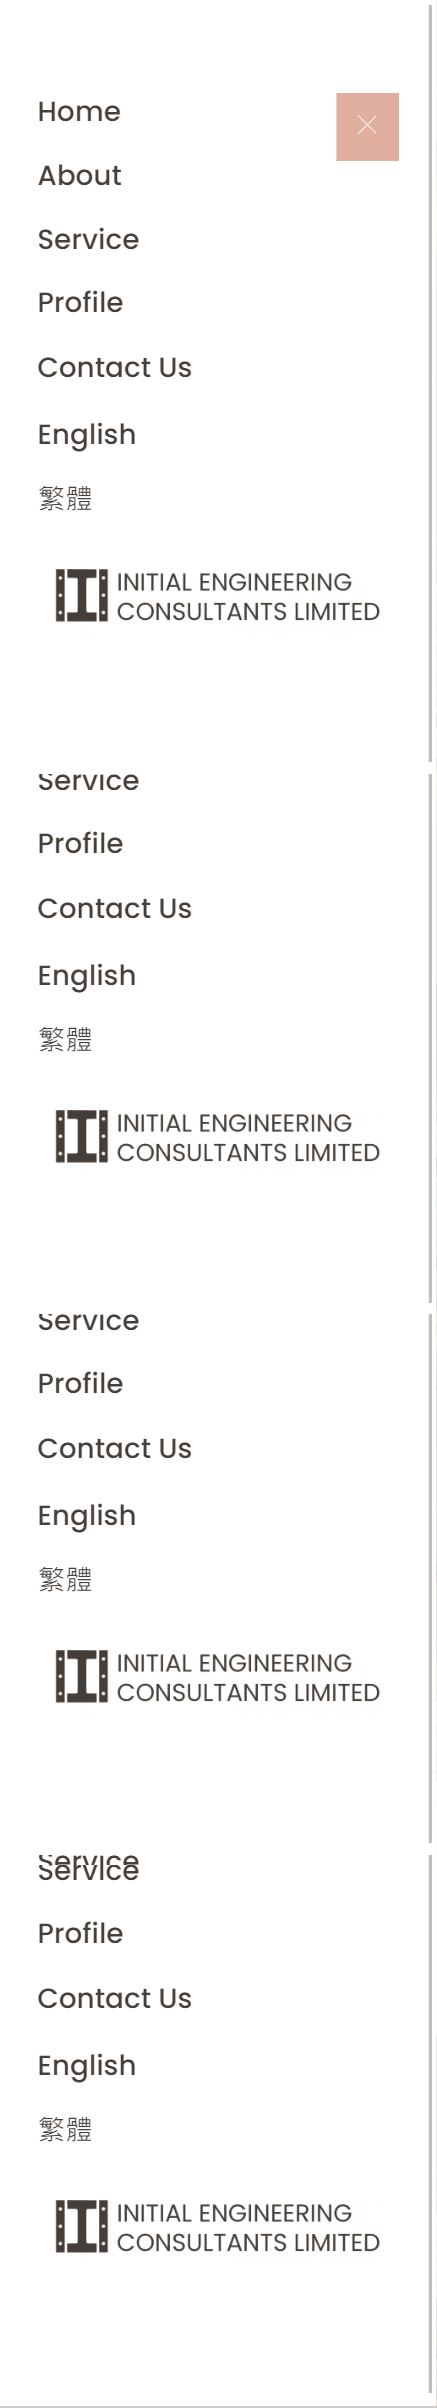 Home
About
Service
Profile
Contact Us
English
繁體
INITIAL ENGINEERING
CONSULTANTS LIMITED
Service
Profile
Contact Us
English
繁體
INITIAL ENGINEERING
CONSULTANTS LIMITED
Service
Profile
Contact Us
English
繁體
INITIAL ENGINEERING
CONSULTANTS LIMITED
Service
Service
Profile
Contact Us
English
繁體
INITIAL ENGINEERING
CONSULTANTS LIMITED